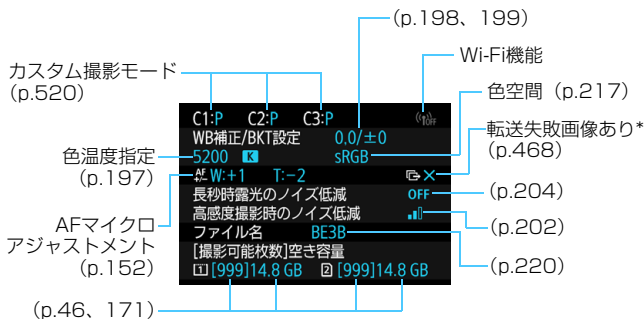 (p.198、199)
Wi-Fi機能
カスタム撮影モード
(p.520)
色空間（p.217）
C1:P C2:P C3:P OFF
WB補正/BKT設定 0.0/±0
転送失敗画像あり*
(p.468)
色温度指定
(p.197)
5200 K sRGB
AF W:+1 T:−2
長秒時露光のノイズ低減 OFF
(p.204)
高感度撮影時のノイズ低減
(p.202)
AFマイクロ
アジャストメント
(p.152)
ファイル名 BE3B
(p.220)
[撮影可能枚数]空き容量
1 [999]14.8 GB 2 [999]14.8 GB
(p.46、171)